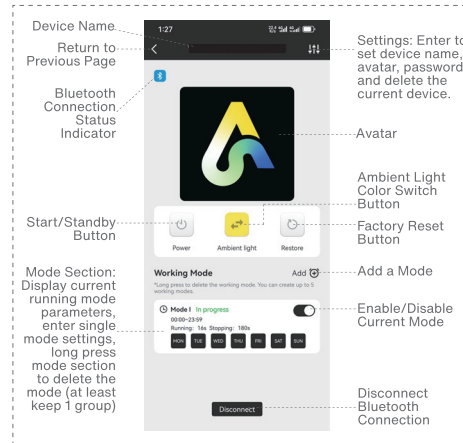 Device Name
Return to
Previous Page
Bluetooth
Connection
Status
Indicator
Start/Standby
Button
Mode Section:
Display current
running mode
parameters,
enter single
mode settings,
long press
mode section
to delete the
mode (at least
keep 1 group)
1:27
Power
Ambient light
Restore
Working Mode
Add
*Long press to delete the working mode. You can create up to 5
working modes.
Mode1 In progress
00:00-23:59
Running: 16s Stopping: 180s
MON TUE WED THU FRI SAT SUN
Disconnect
Settings: Enter to
set device name,
avatar, password
and delete the
current device.
Avatar
Ambient Light
Color Switch
Button
Factory Reset
Button
Add a Mode
Enable/Disable
Current Mode
Disconnect
Bluetooth
Connection